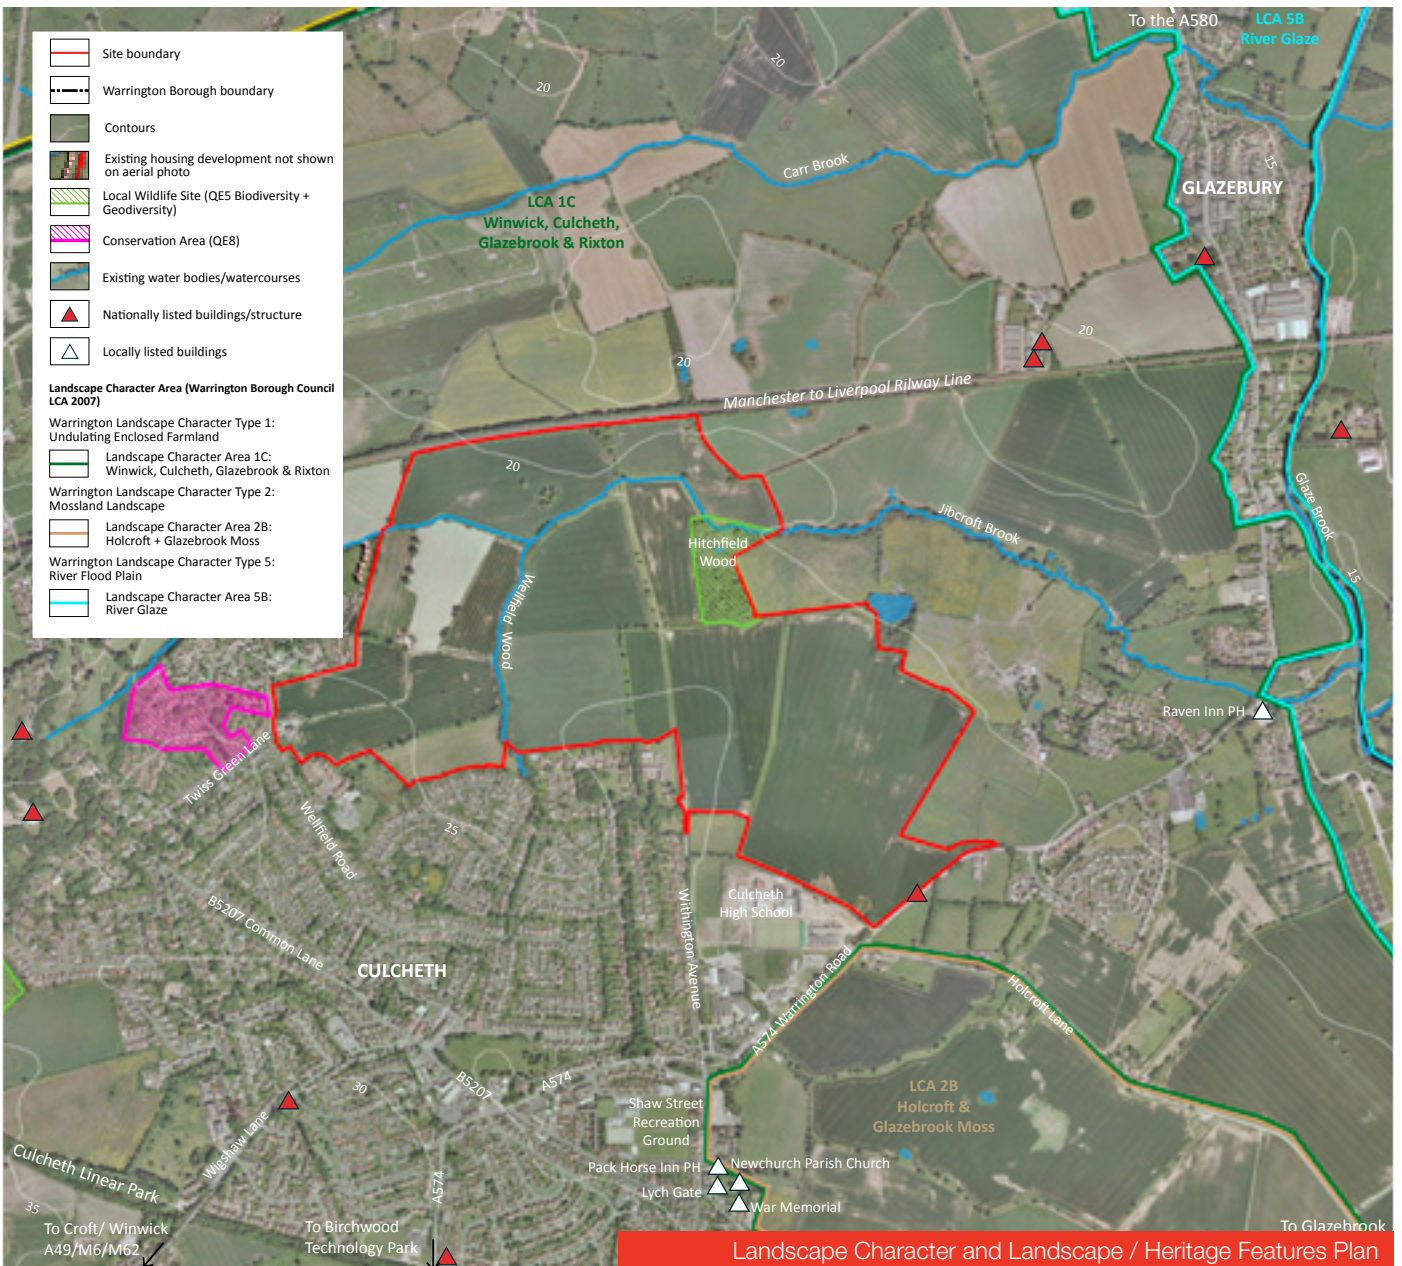 Site boundary
Warrington Borough boundary
Contours
Existing housing development not shown
on aerial photo
Local Wildlife Site (QE5 Biodiversity +
Geodiversity)
Conservation Area (QE8)
Existing water bodies/watercourses
Nationally listed buildings/structure
Locally listed buildings
Landscape Character Area (Warrington Borough Council
LCA 2007)
Warrington Landscape Character Type 1:
Undulating Enclosed Farmland
Landscape Character Area 1C:
Winwick, Culcheth, Glazebrook & Rixton
Warrington Landscape Character Type 2:
Mossland Landscape
Landscape Character Area 2B:
Holcroft + Glazebrook Moss
Warrington Landscape Character Type 5:
River Flood Plain
Landscape Character Area 5B:
River Glaze
To the A580
LCA 5B
River Glaze
20
20
Carr Brook
15
GLAZEBURY
LCA 1C
Winwick, Culcheth,
Glazebrook & Rixton
20
20
Manchester to Liverpool Rilway Line
20
Glaze Brook
Jibcroft Brook
Hitchfield
Wood
15
Wellfield Wood
Raven Inn PH
Twiss Green Lane
Wellfield Road
25
Culcheth
High School
Withington Avenue
B5207 Common Lane
CULCHETH
A574 Warrington Road
Holcroft Lane
30
B5207
A574
LCA 2B
Holcroft &
Glazebrook Moss
Shaw Street
Recreation
Ground
Wigshaw Lane
Culcheth Linear Park
Pack Horse Inn PH
Newchurch Parish Church
Lych Gate
War Memorial
A574
35
To Croft/ Winwick
A49/M6/M62
To Birchwood
Technology Park
To Glazebrook
Landscape Character and Landscape / Heritage Features Plan